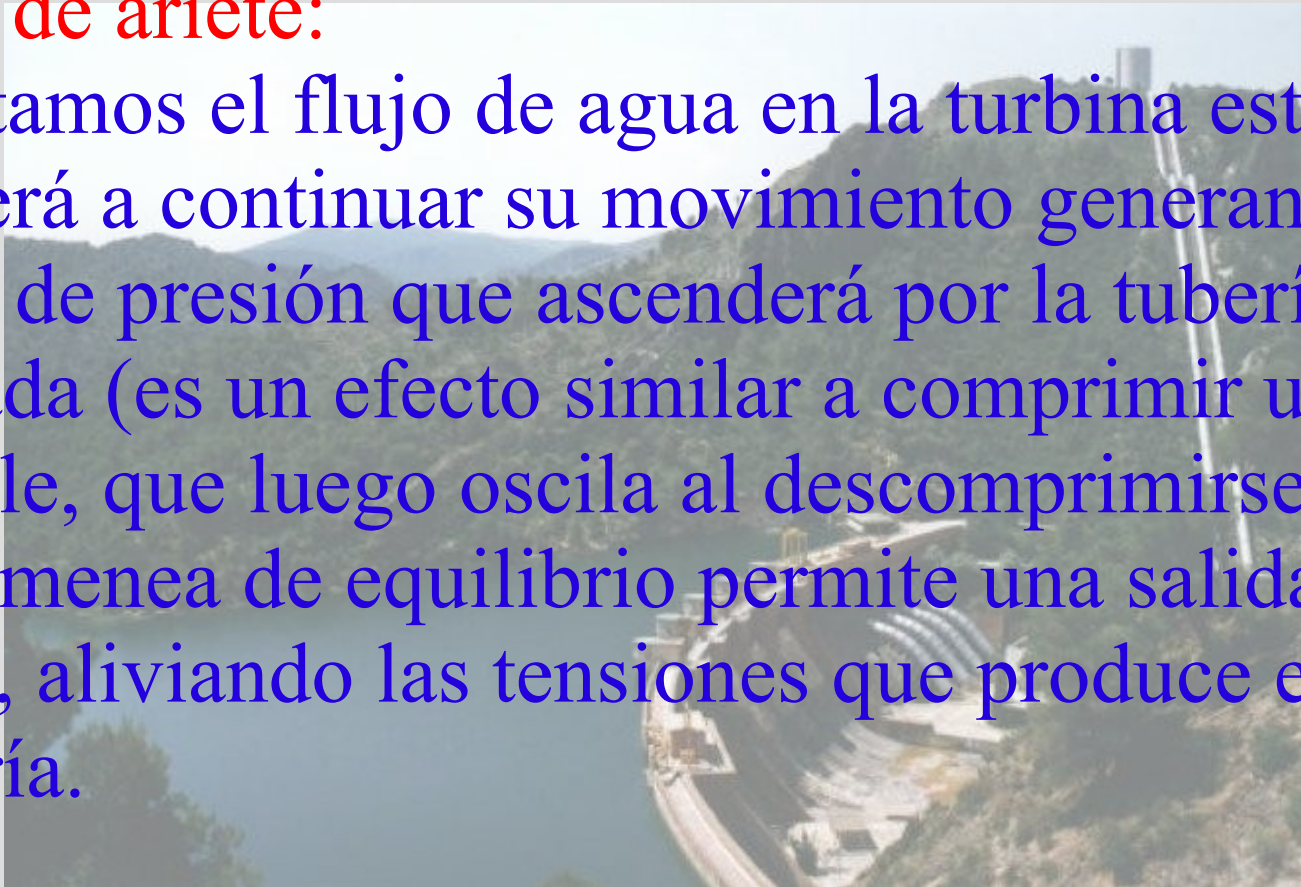 de ariete:
tamos el flujo de agua en la turbina est
erá a continuar su movimiento generan
de presión que ascenderá por la tuberí
da (es un efecto similar a comprimir u
le, que luego oscila al descomprimirse
menea de equilibrio permite una salida
, aliviando las tensiones que produce e
ía.